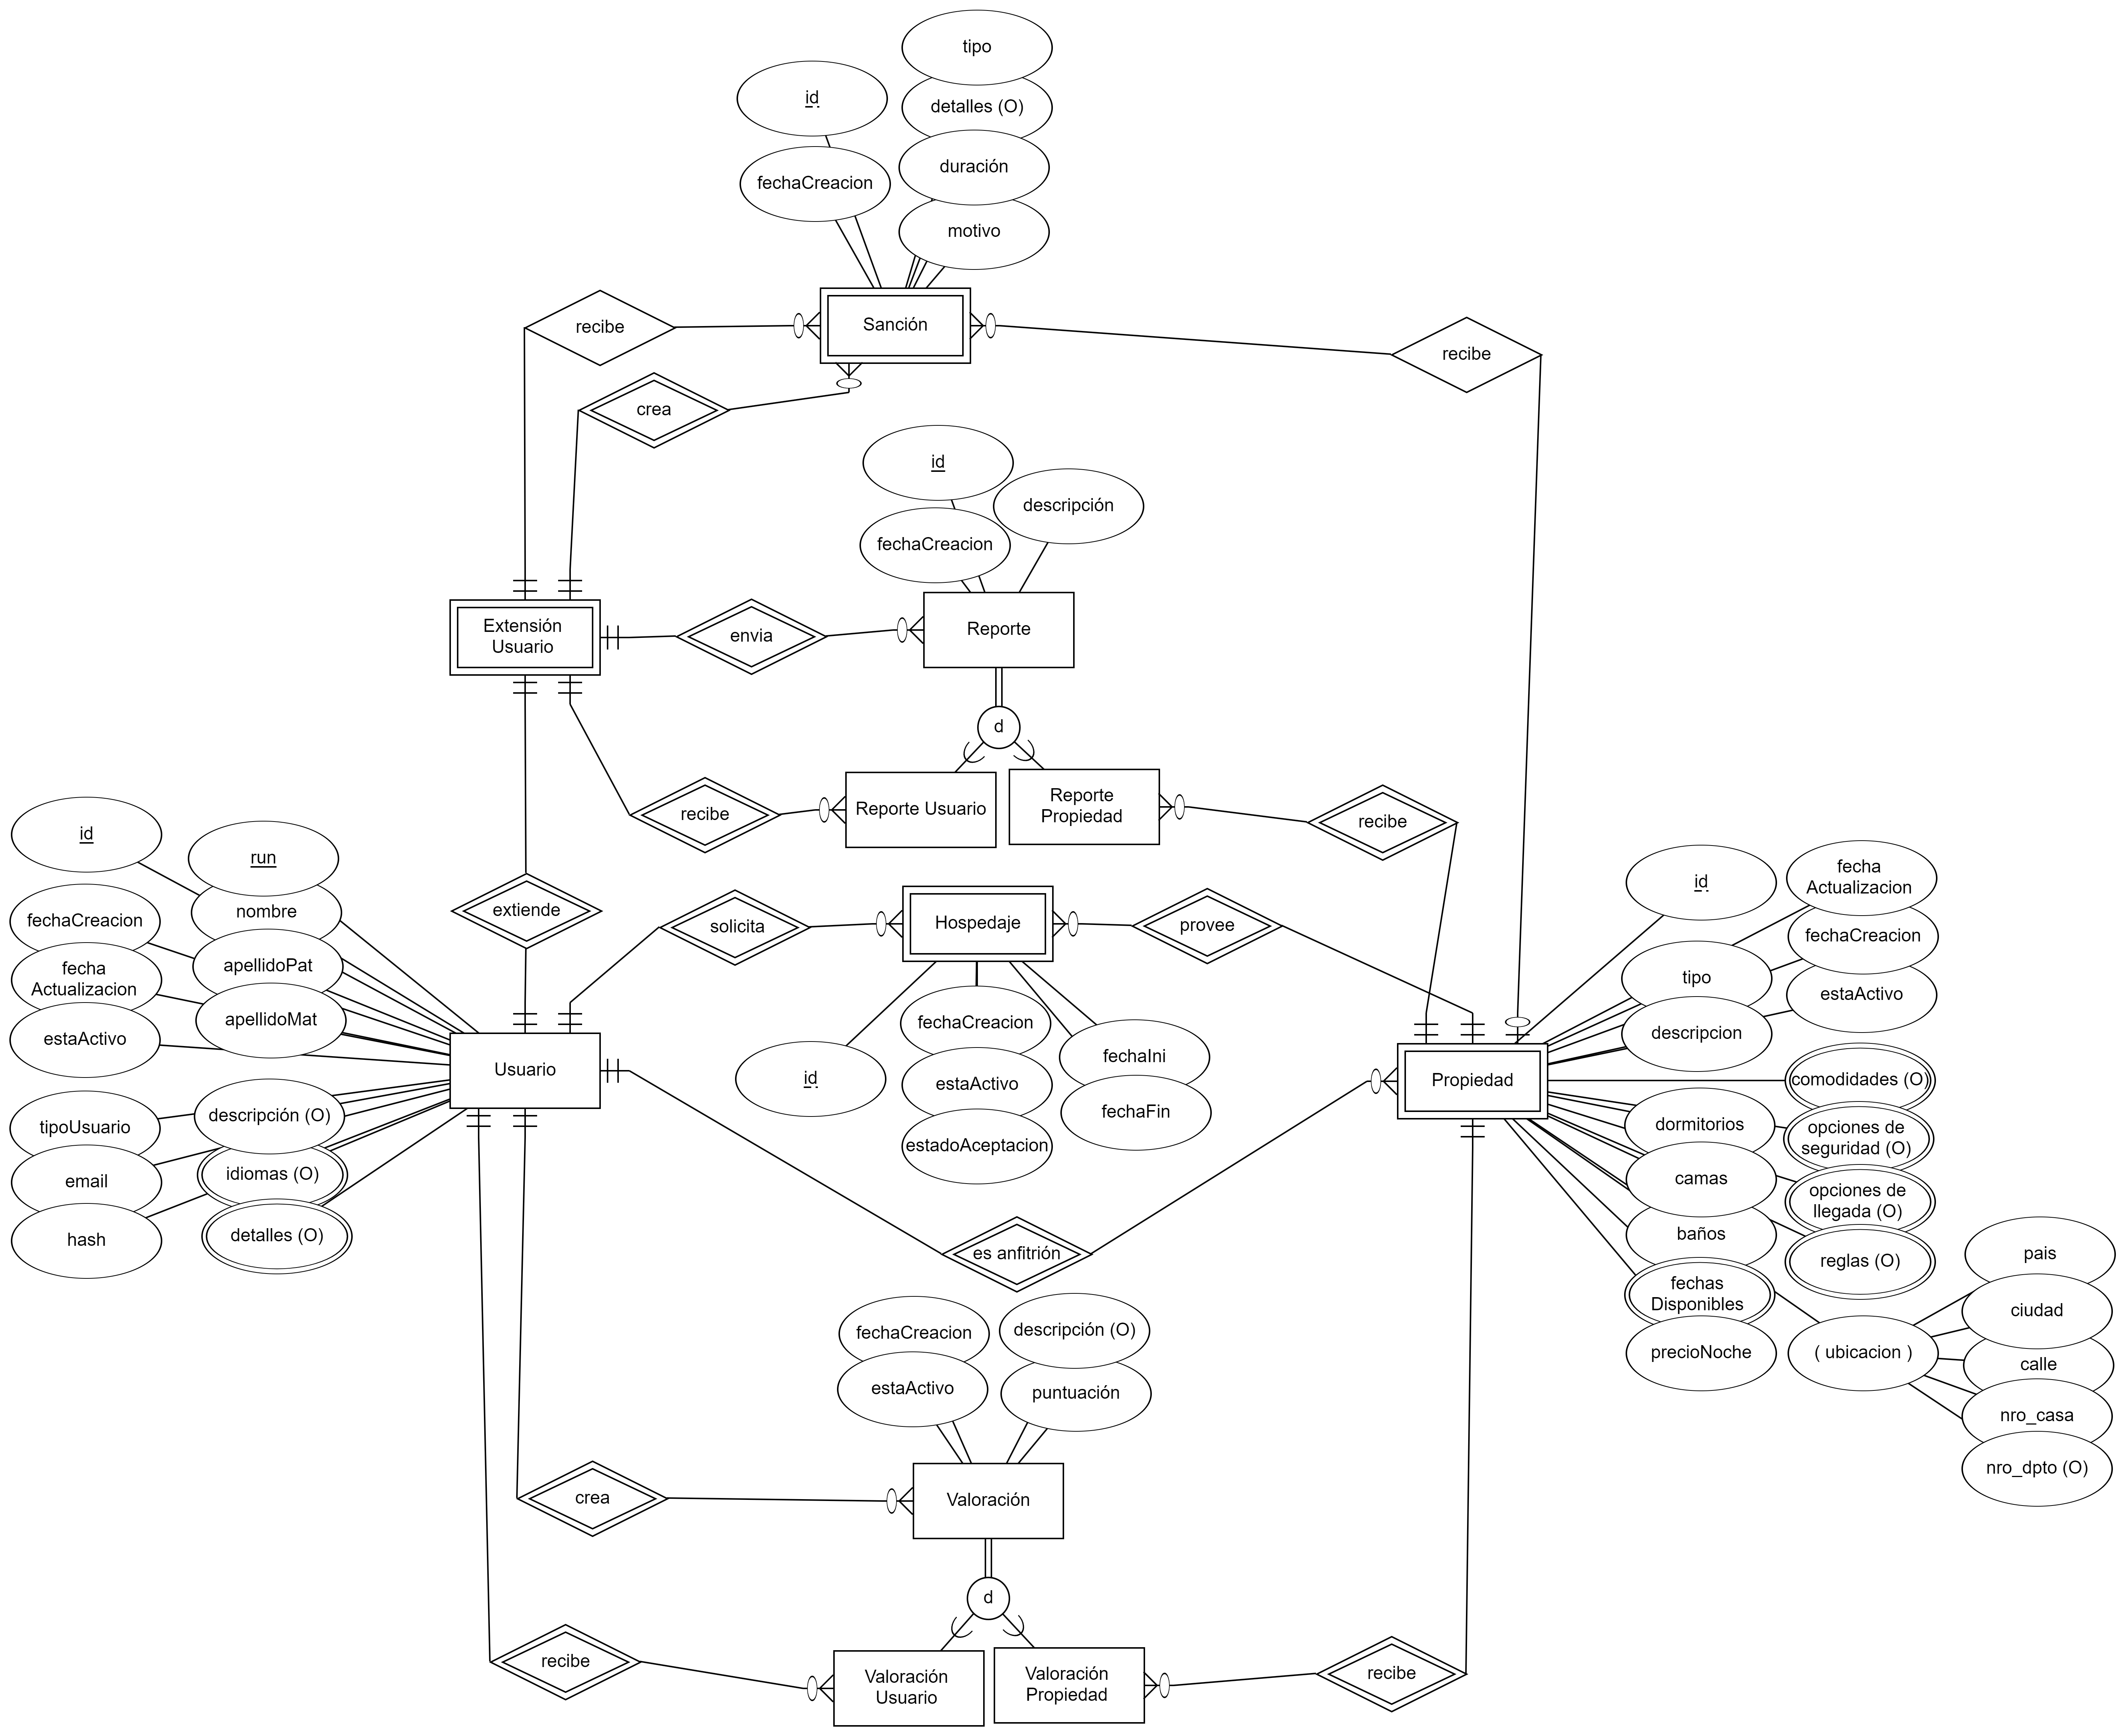 tipo
id
detalles (O)
duración
fechaCreacion
motivo
recibe
Sanción
recibe
crea
id
descripción
fechaCreacion
Extensión
Usuario
envia
Reporte
d
recibe
Reporte Usuario
Reporte
Propiedad
recibe
id
run
nombre
fechaCreacion
apellidoPat
fecha
Actualizacion
apellidoMat
estaActivo
extiende
solicita
Hospedaje
provee
id
fecha
Actualizacion
fechaCreacion
tipo
estaActivo
descripcion
Usuario
fechaCreacion
id
estaActivo
estadoAceptacion
fechaIni
fechaFin
Propiedad
comodidades (O)
dormitorios
opciones de
seguridad (O)
camas
opciones de
llegada (O)
baños
reglas (O)
fechas
Disponibles
precioNoche
( ubicacion )
pais
ciudad
calle
nro_casa
nro_dpto (O)
tipoUsuario
descripción (O)
email
idiomas (O)
hash
detalles (O)
es anfitrión
fechaCreacion
descripción (O)
estaActivo
puntuación
crea
Valoración
d
recibe
Valoración
Usuario
Valoración
Propiedad
recibe